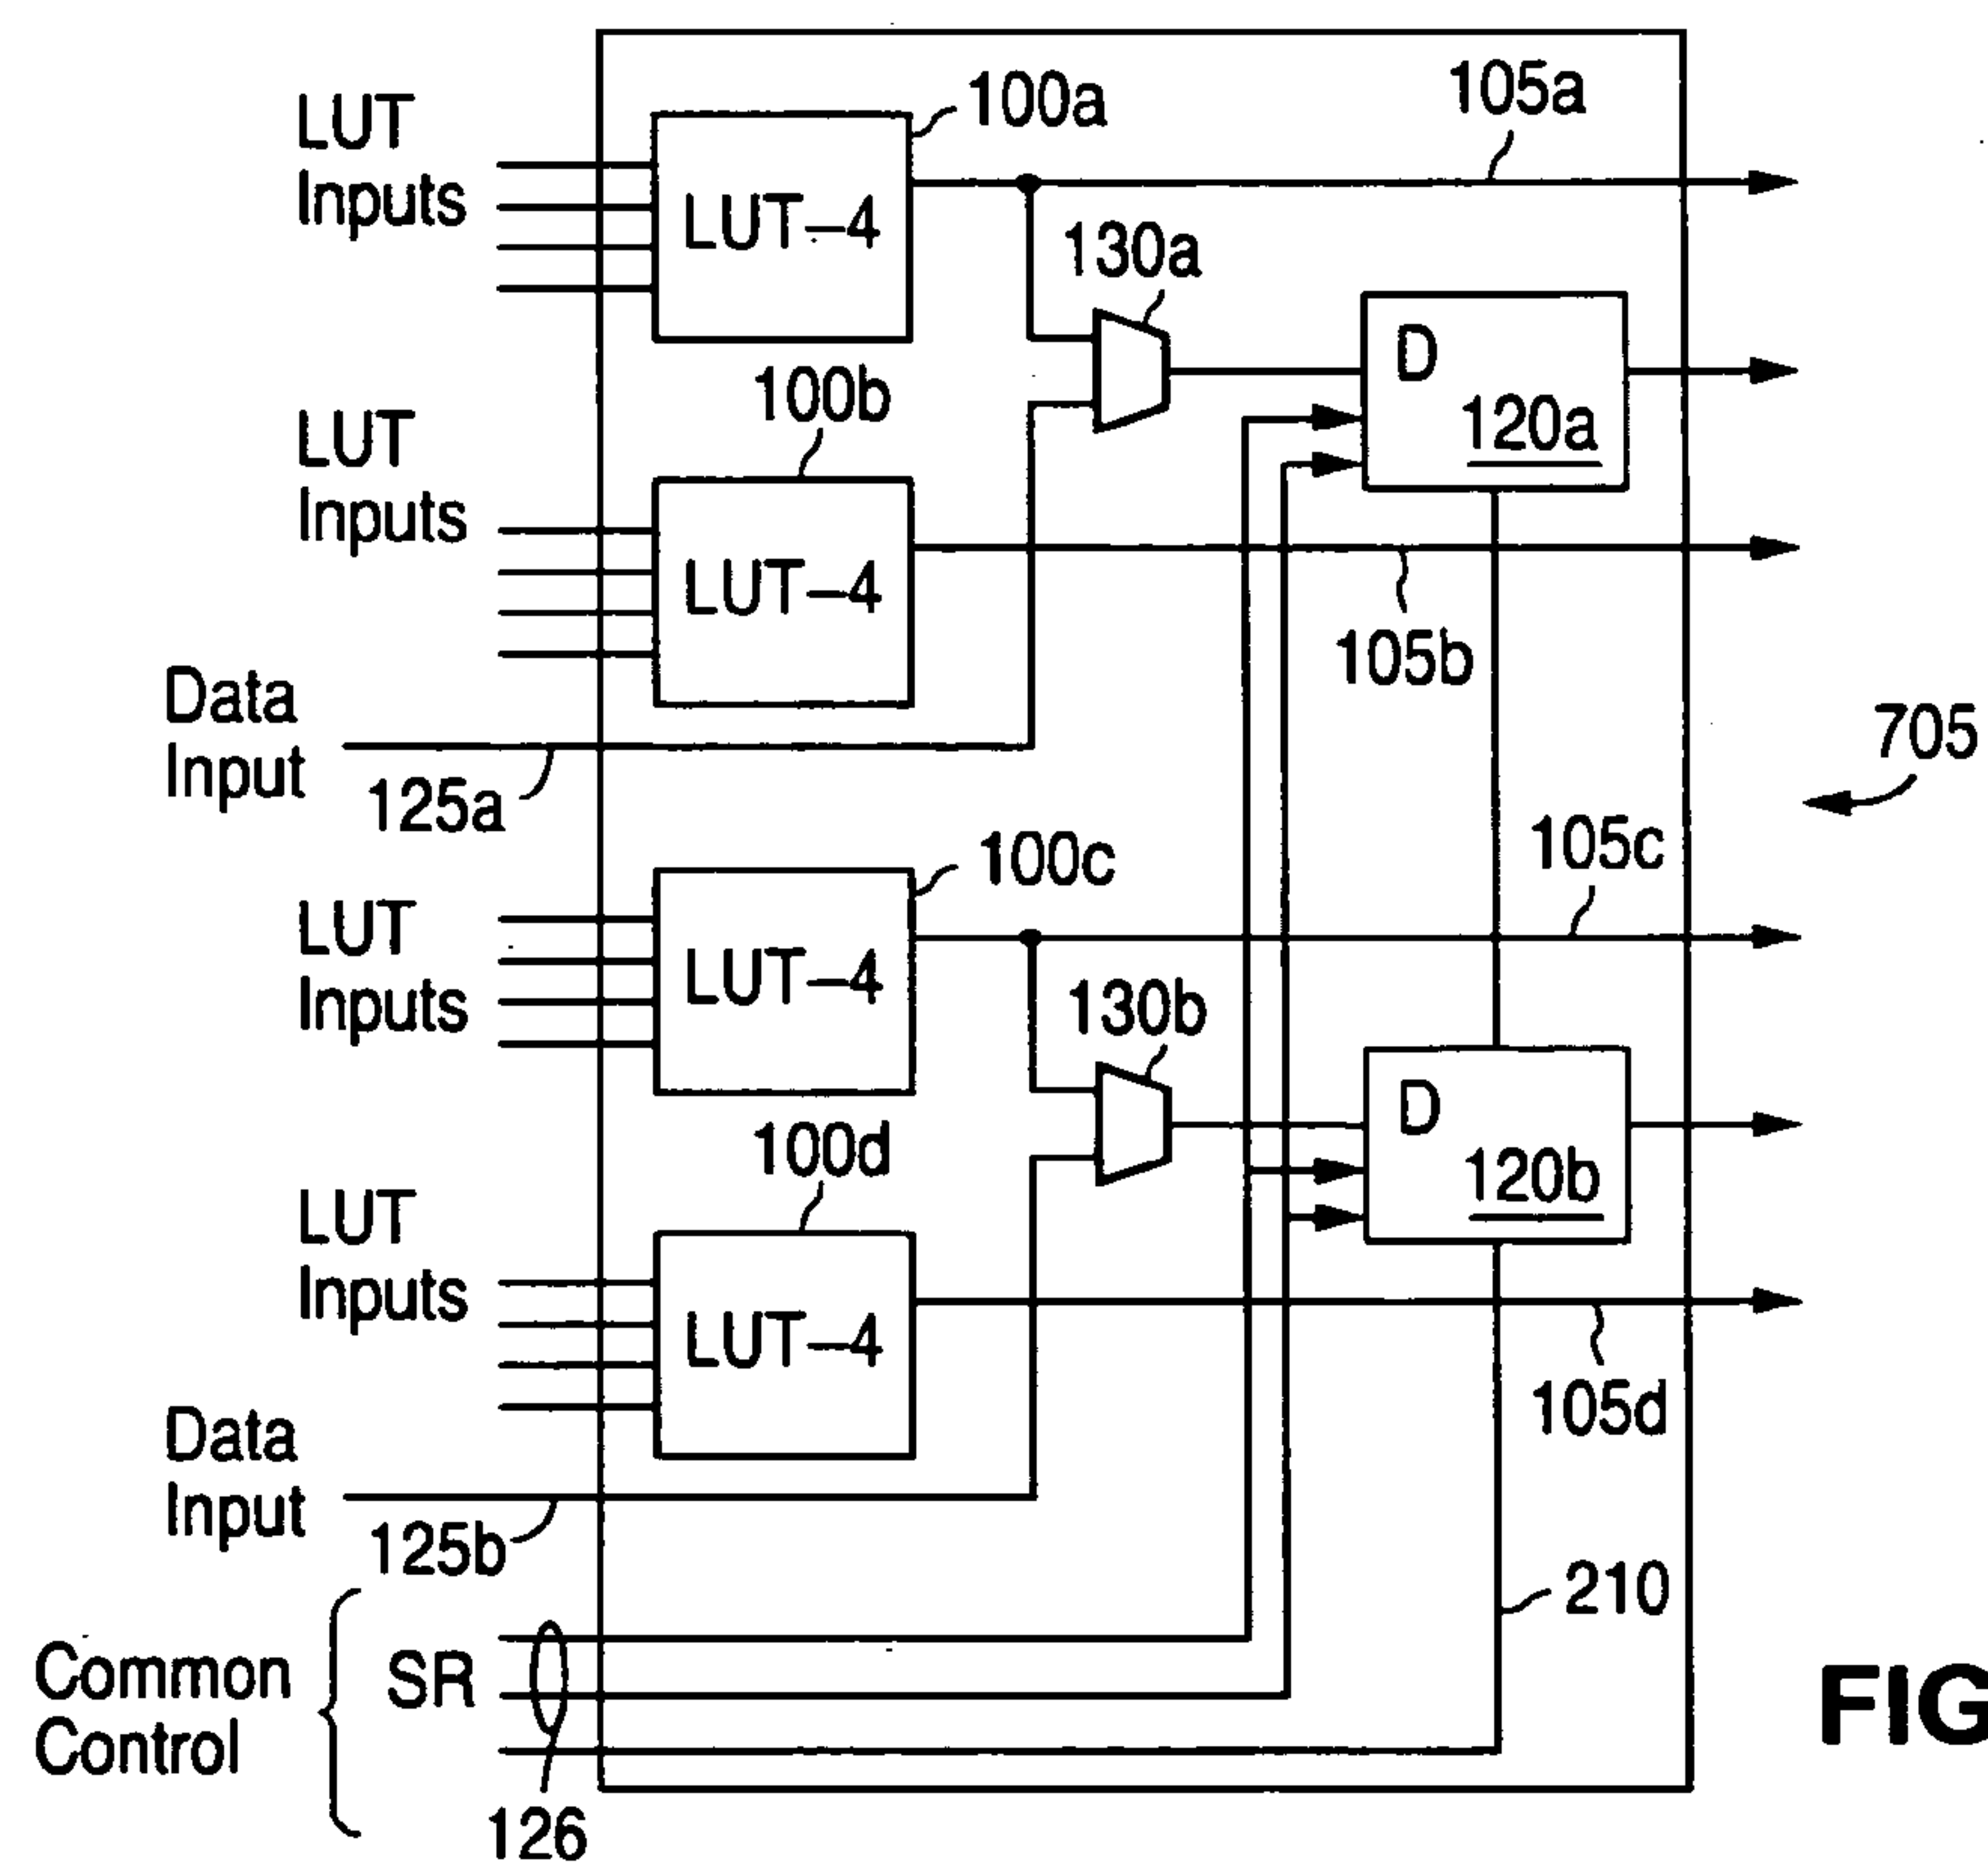 LUT
Inputs
100a
LUT-4
105a
130a
D
120a
LUT
Inputs
100b
LUT-4
105b
Data
Input
125a
705
LUT
Inputs
100c
LUT-4
105c
130b
D
120b
LUT
Inputs
100d
LUT-4
105d
Data
Input
125b
210
Common
Control
SR
126
FIG